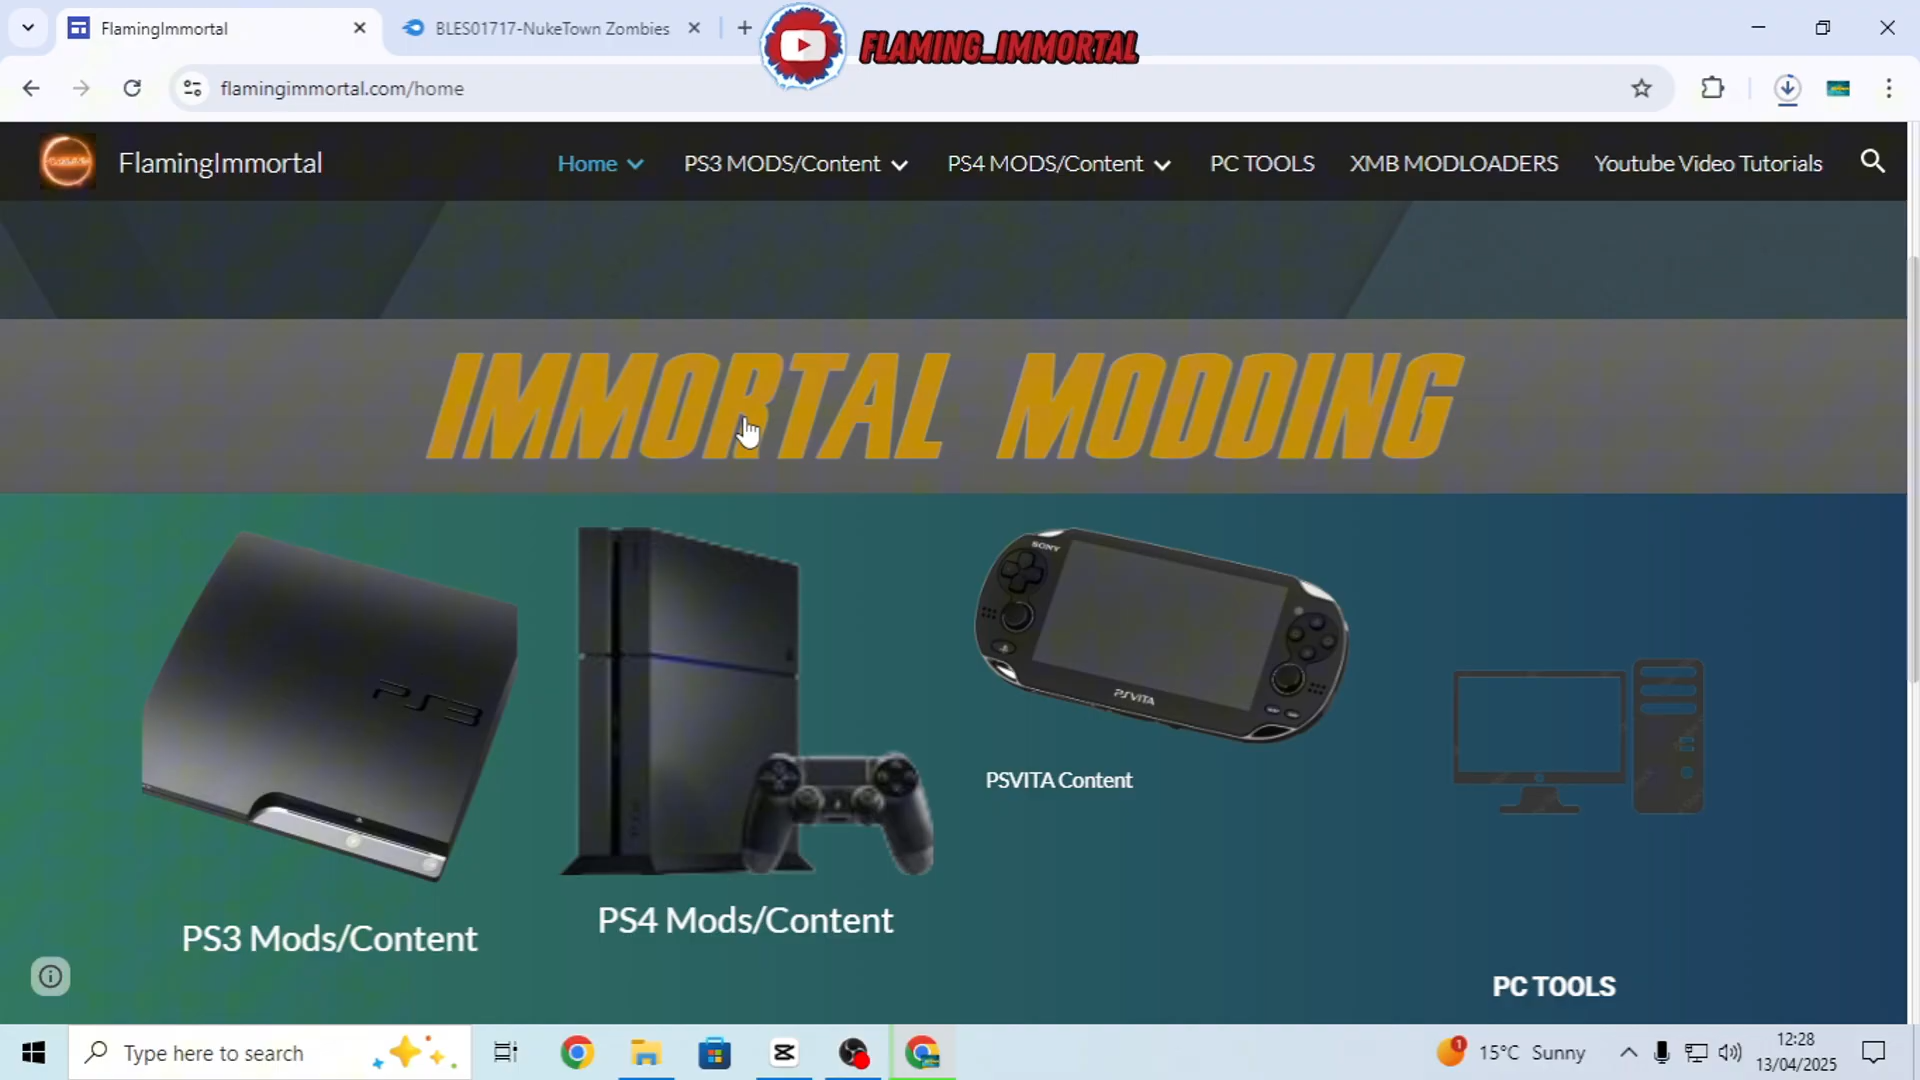 FlamingImmortal
BLES01717-NukeTown Zombies
FLAMING_IMMORTAL
flamingimmortal.com/home
FlamingImmortal
Home
PS3 MODS/Content
PS4 MODS/Content
PC TOOLS
XMB MODLOADERS
Youtube Video Tutorials
IMMORTAL MODDING
PS3
SONY
PSVITA
PSVITA Content
PS3 Mods/Content
PS4 Mods/Content
PC TOOLS
Type here to search
1
15°C Sunny
12:28
13/04/2025